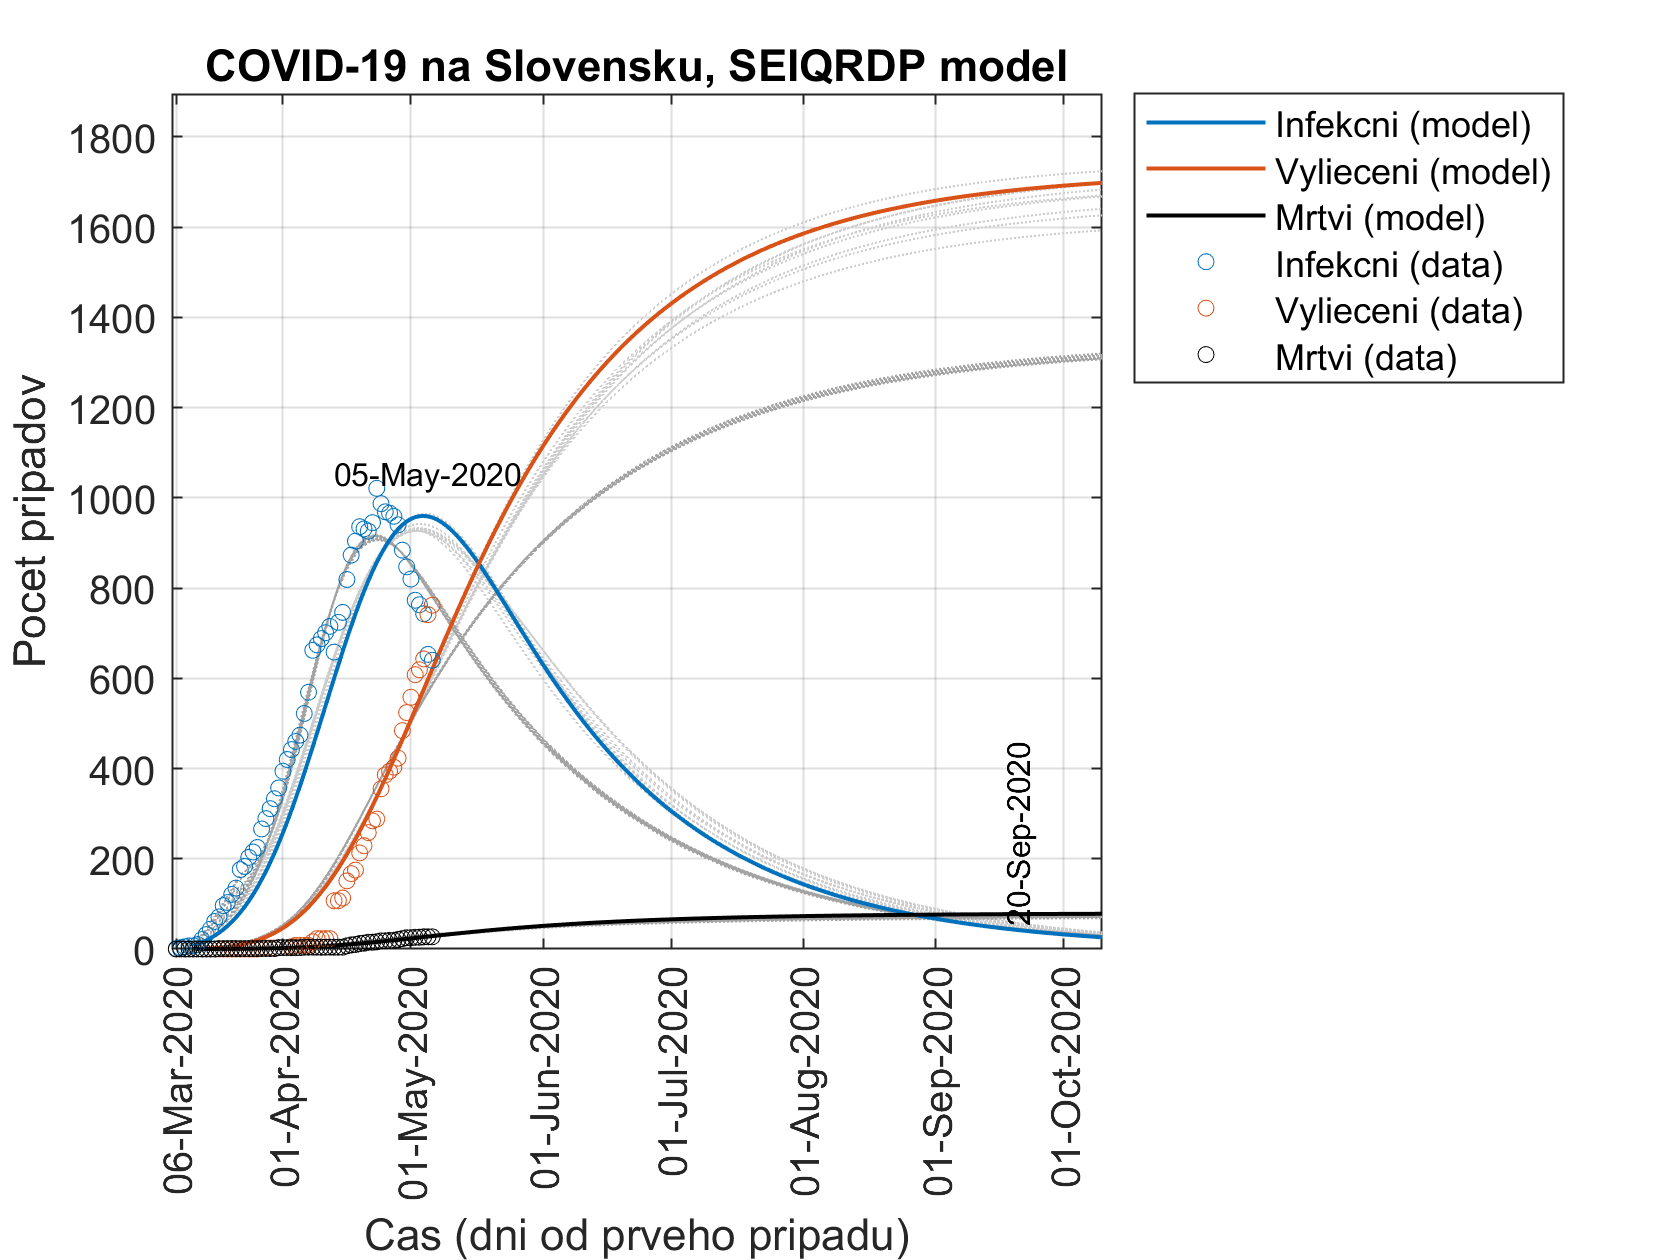 COVID-19 na Slovensku, SEIQRDP model
Infekcni (model)
Vylieceni (model)
Mrtvi (model)
Infekcni (data)
Vylieceni (data)
Mrtvi (data)
Pocet pripadov
1800
1600
1400
1200
1000
800
600
400
200
0
05-May-2020
20-Sep-2020
06-Mar-2020
01-Apr-2020
01-May-2020
01-Jun-2020
01-Jul-2020
01-Aug-2020
01-Sep-2020
01-Oct-2020
Cas (dni od prveho pripadu)